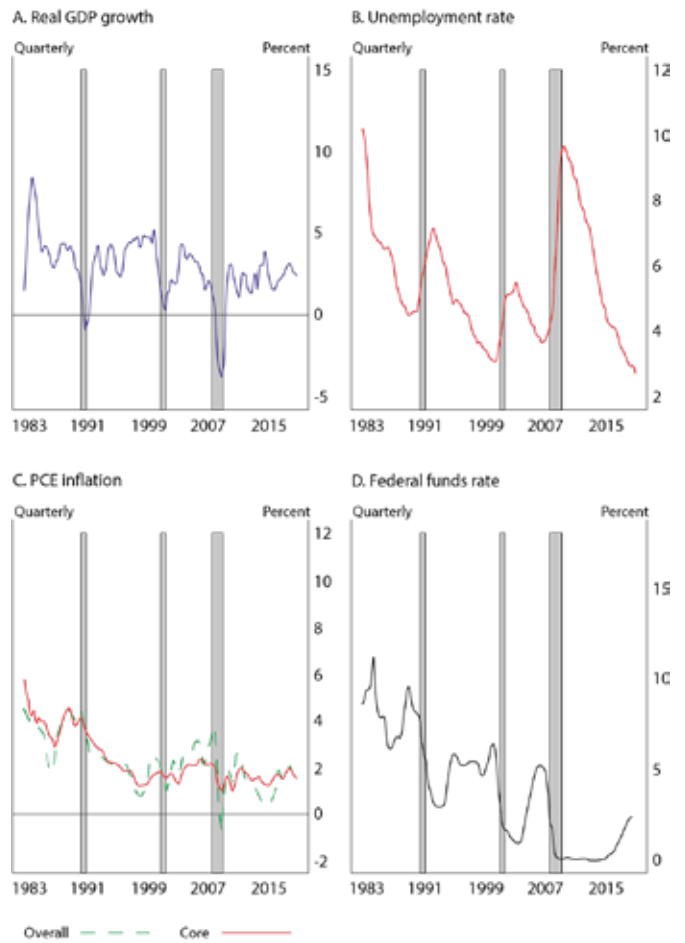 A. Real GDP growth
Quarterly Percent
15
10
5
0
-5
1983 1991 1999 2007 2015
B. Unemployment rate
Quarterly Percent
12
10
8
6
4
2
1983 1991 1999 2007 2015
C. PCE inflation
Quarterly Percent
12
10
8
6
4
2
0
-2
1983 1991 1999 2007 2015
D. Federal funds rate
Quarterly Percent
15
10
5
0
1983 1991 1999 2007 2015
Overall Core